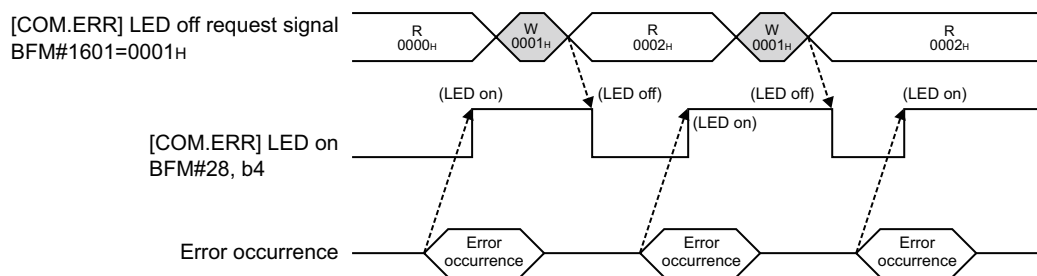 [COM.ERR] LED off request signal
BFM#1601=0001H
R
0000H
W
0001H
R
0002H
W
0001H
R
0002H
(LED on)
(LED off)
(LED on)
(LED off)
(LED on)
[COM.ERR] LED on
BFM#28, b4
Error occurrence
Error
occurrence
Error
occurrence
Error
occurrence